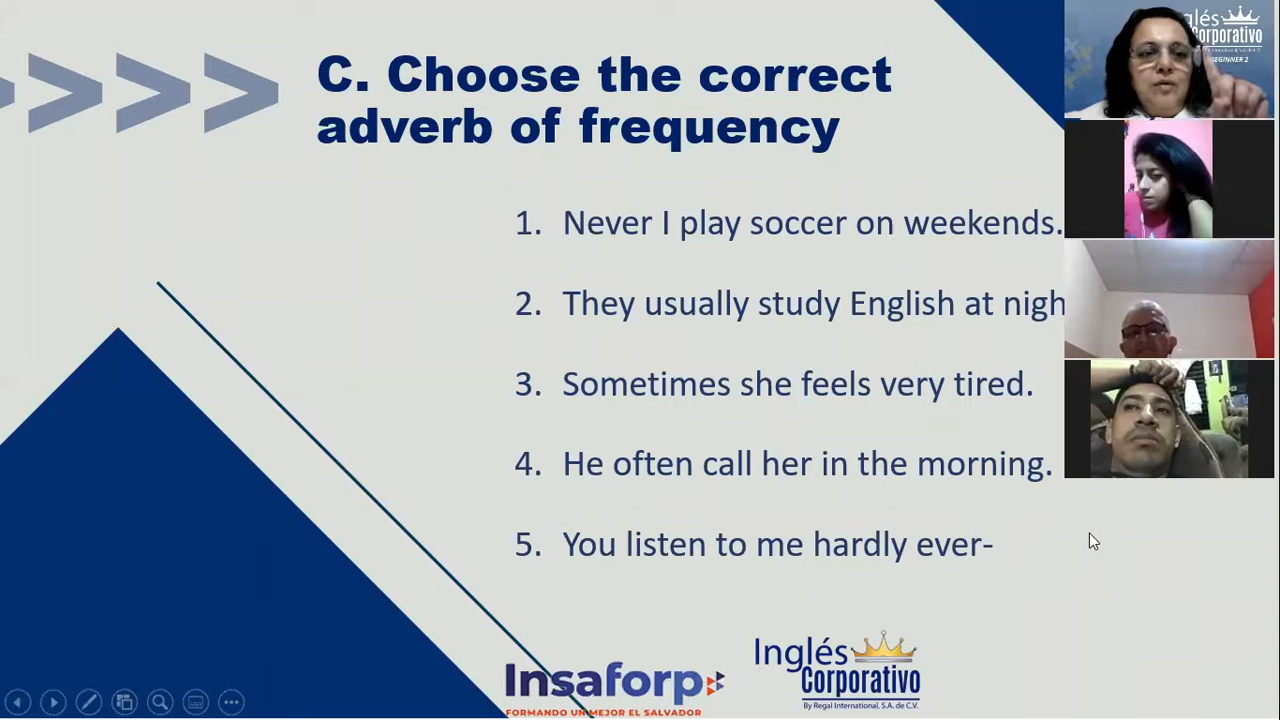 C. Choose the correct
adverb of frequency
1. Never I play soccer on weekends.
2. They usually study English at nigh
3. Sometimes she feels very tired.
4. He often call her in the morning.
5. You listen to me hardly ever-
Insaforp
FORMANDO UN MEJOR EL SALVADOR
Inglés
Corporativo
By Regal International, S.A. de C.V.
glés
Corporativo
BEGINNER 2